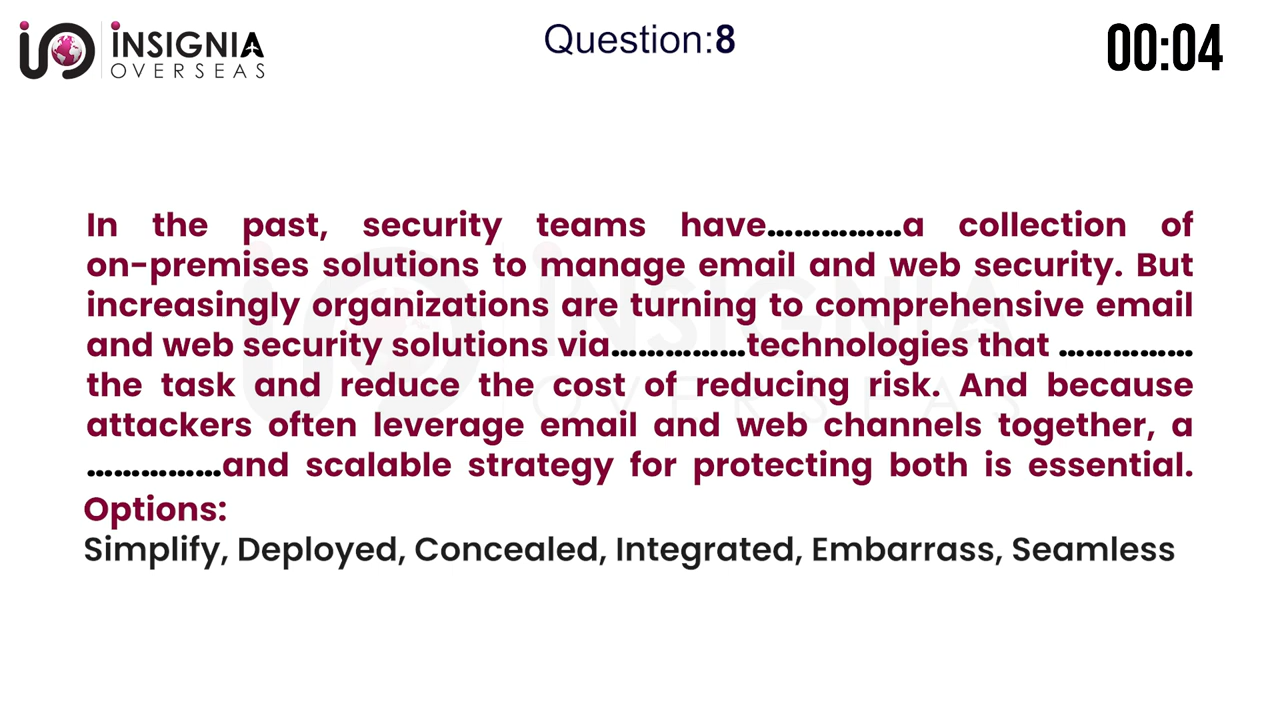 iNSIGNIA
OVERSEAS
Question:8
00:04
In the past, security teams have...............a collection of
on-premises solutions to manage email and web security. But
increasingly organizations are turning to comprehensive email
and web security solutions via...............technologies that ...............
the task and reduce the cost of reducing risk. And because
attackers often leverage email and web channels together, a
...............and scalable strategy for protecting both is essential.
Options:
Simplify, Deployed, Concealed, Integrated, Embarrass, Seamless